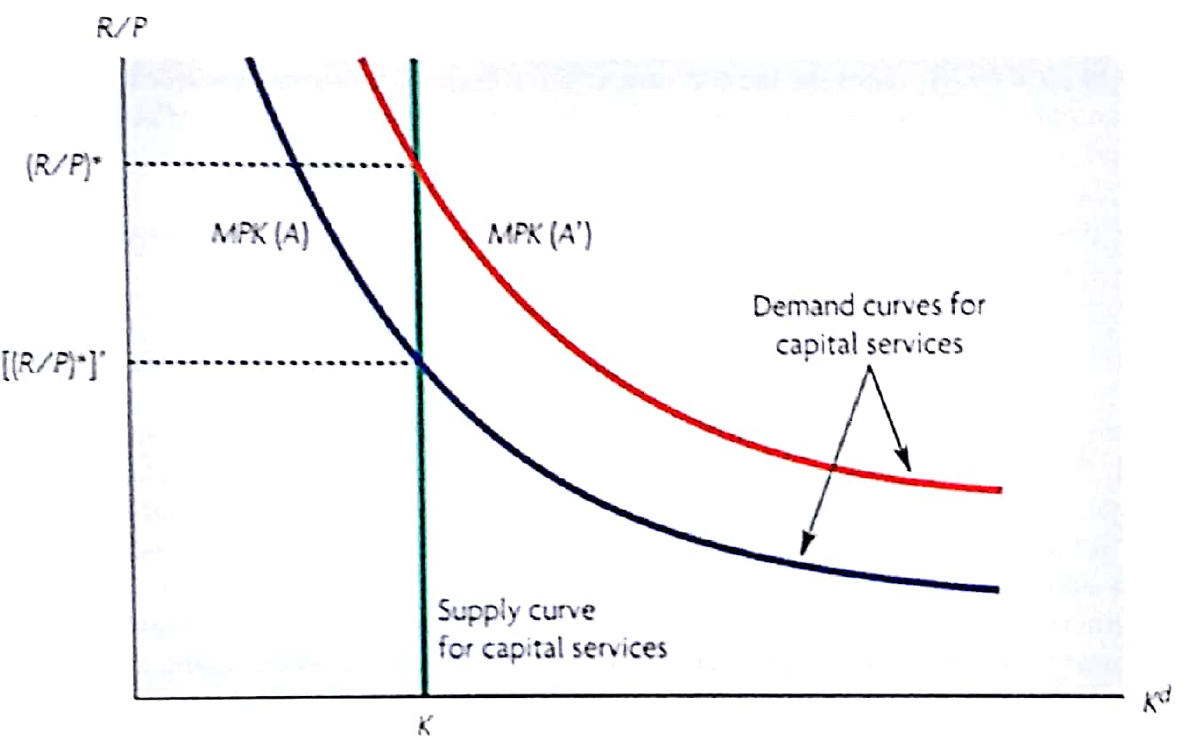 R/P
(R/P)*
MPK (A)
MPK (A')
Demand curves for
capital services
[(R/P)*]'
Supply curve
for capital services
K
K^d